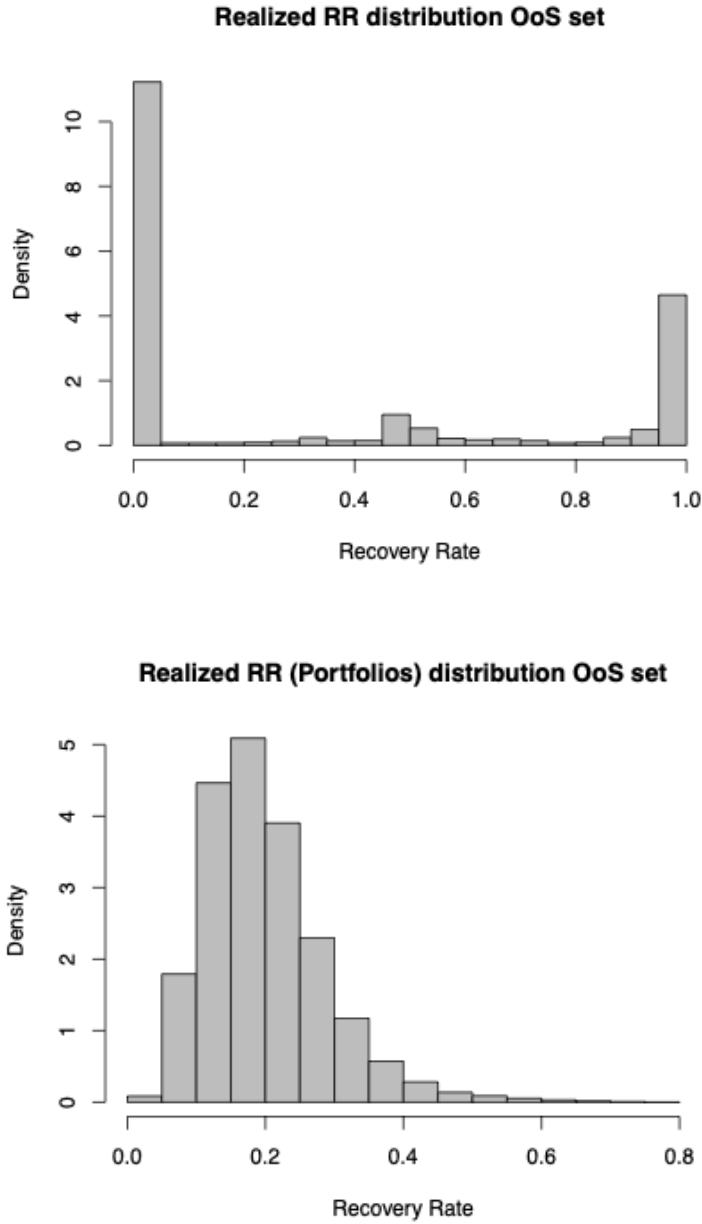 Realized RR distribution OoS set
10
8
6
4
2
0
Density
0.0 0.2 0.4 0.6 0.8 1.0
Recovery Rate
Realized RR (Portfolios) distribution OoS set
5
4
3
2
1
0
Density
0.0 0.2 0.4 0.6 0.8
Recovery Rate